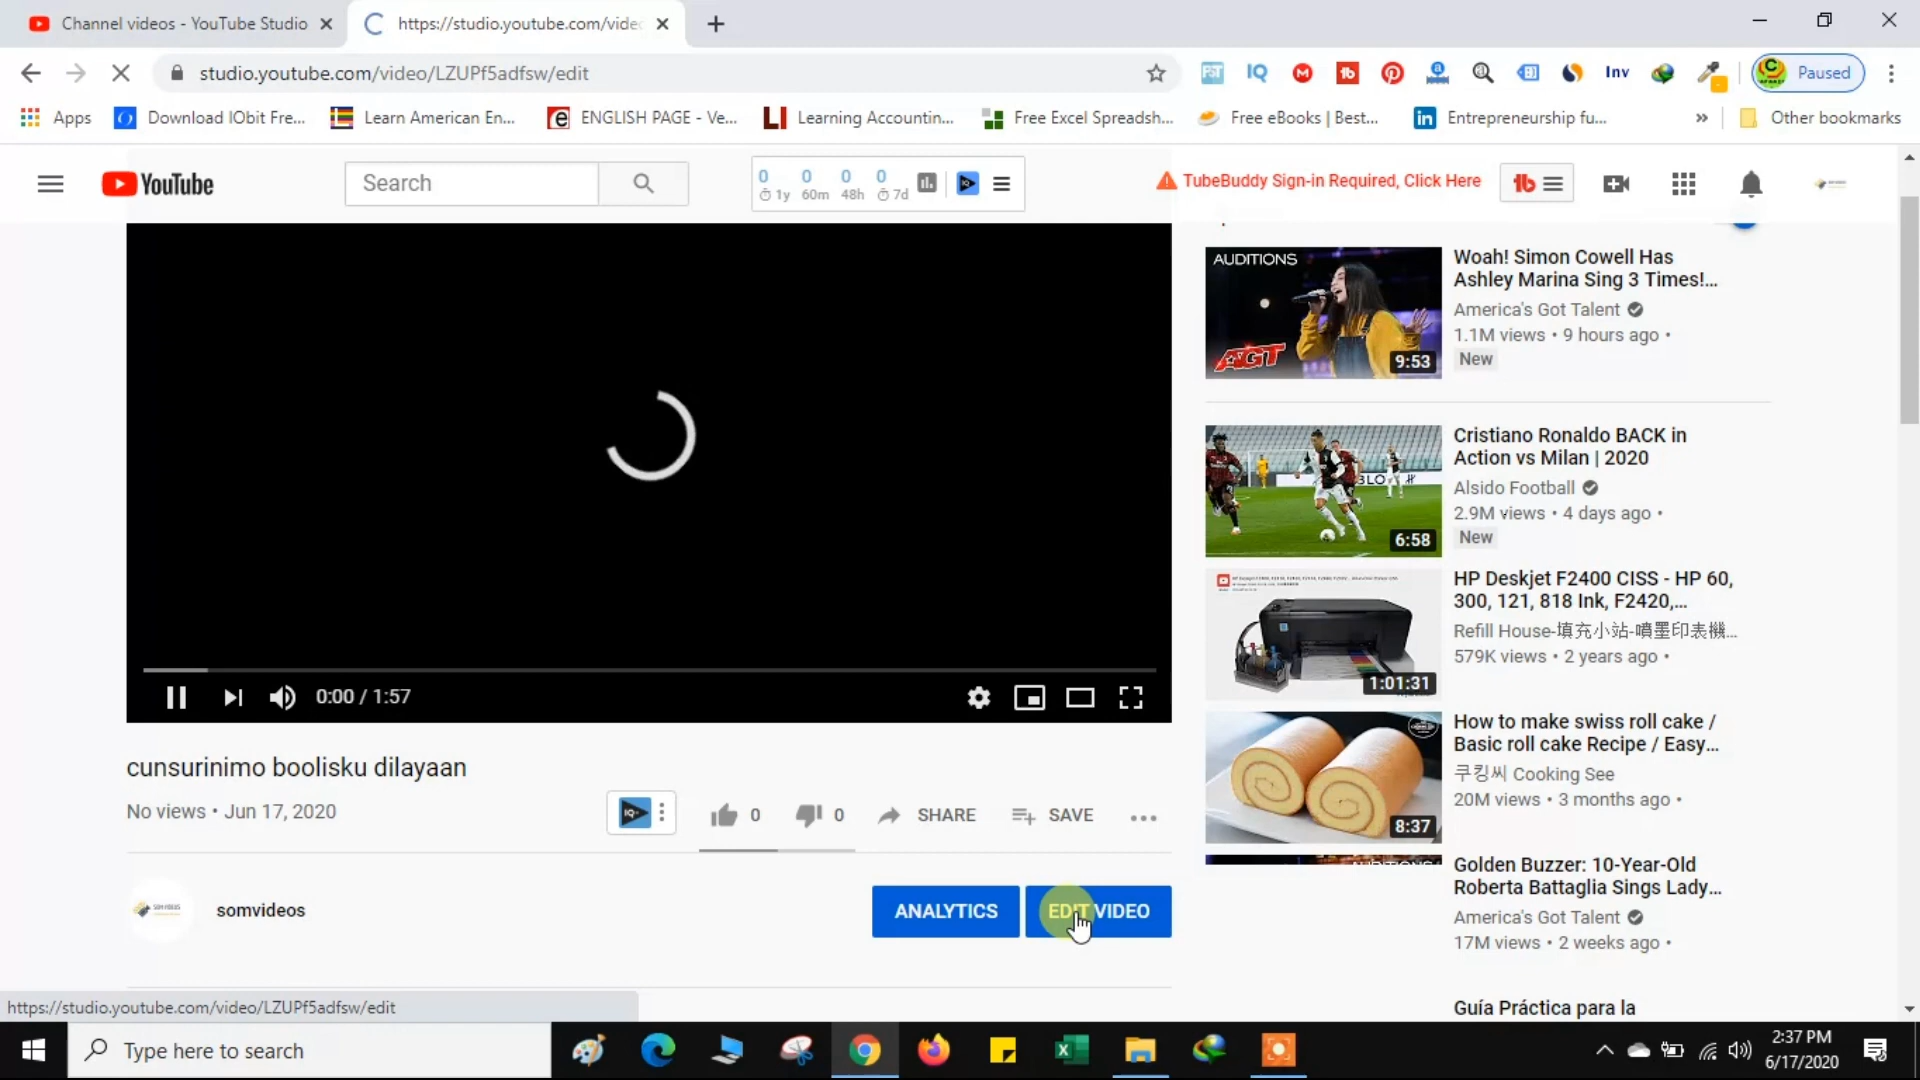 Channel videos - YouTube Studio
https://studio.youtube.com/vide
studio.youtube.com/video/LZUPf5adfsw/edit
IQ
Inv
Paused
Apps
Download IObit Fre...
Learn American En...
ENGLISH PAGE - Ve...
Learning Accountin...
Free Excel Spreadsh...
Free eBooks | Best...
Entrepreneurship fu...
»
Other bookmarks
YouTube
Search
0 0 0 0
1y 60m 48h 7d
TubeBuddy Sign-in Required, Click Here
0:00 / 1:57
cunsurinimo boolisku dilayaan
No views • Jun 17, 2020
IQ
0
0
SHARE
SAVE
somvideos
ANALYTICS
EDIT VIDEO
AUDITIONS
AGT
9:53
Woah! Simon Cowell Has
Ashley Marina Sing 3 Times!...
America's Got Talent
1.1M views • 9 hours ago •
New
6:58
Cristiano Ronaldo BACK in
Action vs Milan | 2020
Alsido Football
2.9M views • 4 days ago •
New
1:01:31
HP Deskjet F2400 CISS - HP 60,
300, 121, 818 Ink, F2420,...
Refill House-填充小站-噴墨印表機...
579K views • 2 years ago •
8:37
How to make swiss roll cake /
Basic roll cake Recipe / Easy...
쿠킹씨 Cooking See
20M views • 3 months ago •
Golden Buzzer: 10-Year-Old
Roberta Battaglia Sings Lady...
America's Got Talent
17M views • 2 weeks ago •
Guía Práctica para la
https://studio.youtube.com/video/LZUPf5adfsw/edit
Type here to search
2:37 PM
6/17/2020